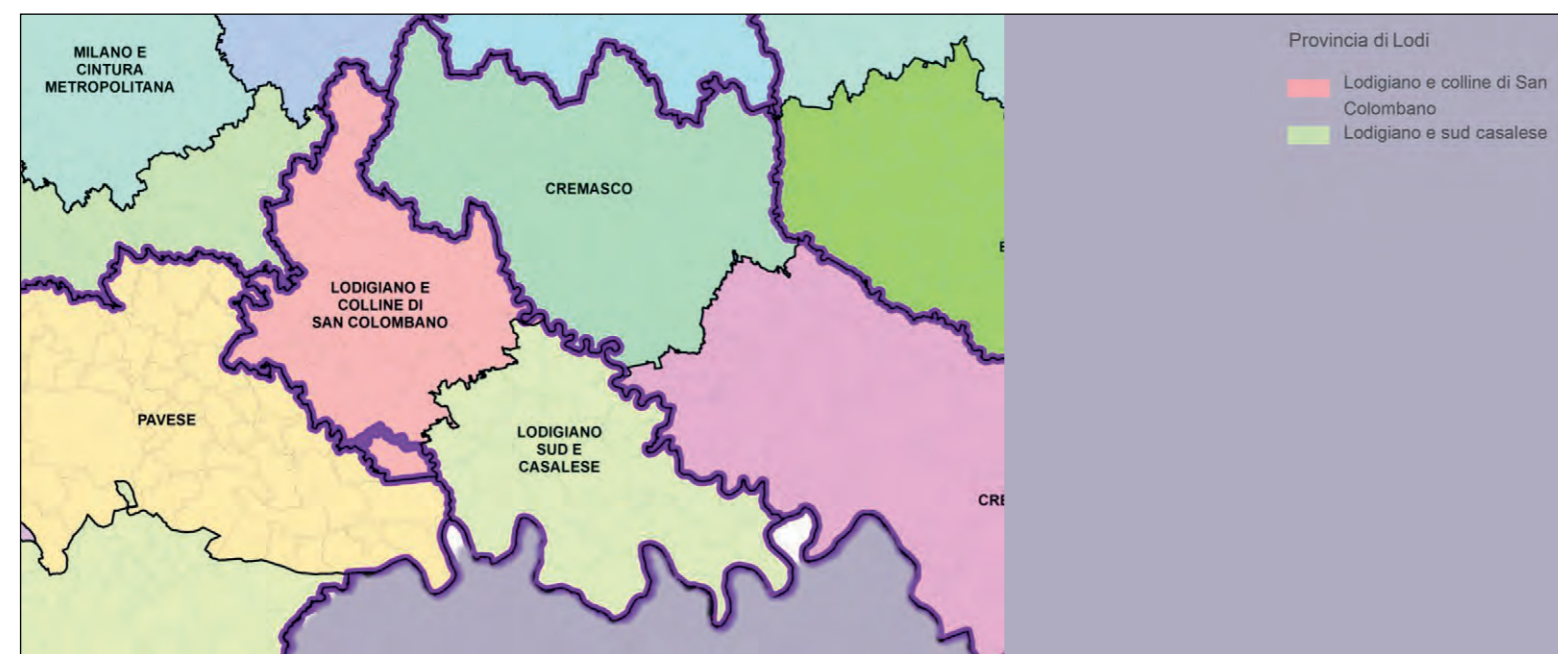 MILANO E
CINTURA
METROPOLITANA
CREMASCO
LODIGIANO E
COLLINE DI
SAN COLOMBANO
PAVESE
LODIGIANO
SUD E
CASALESE
CRE
Provincia di Lodi
Lodigiano e colline di San
Colombano
Lodigiano e sud casalese